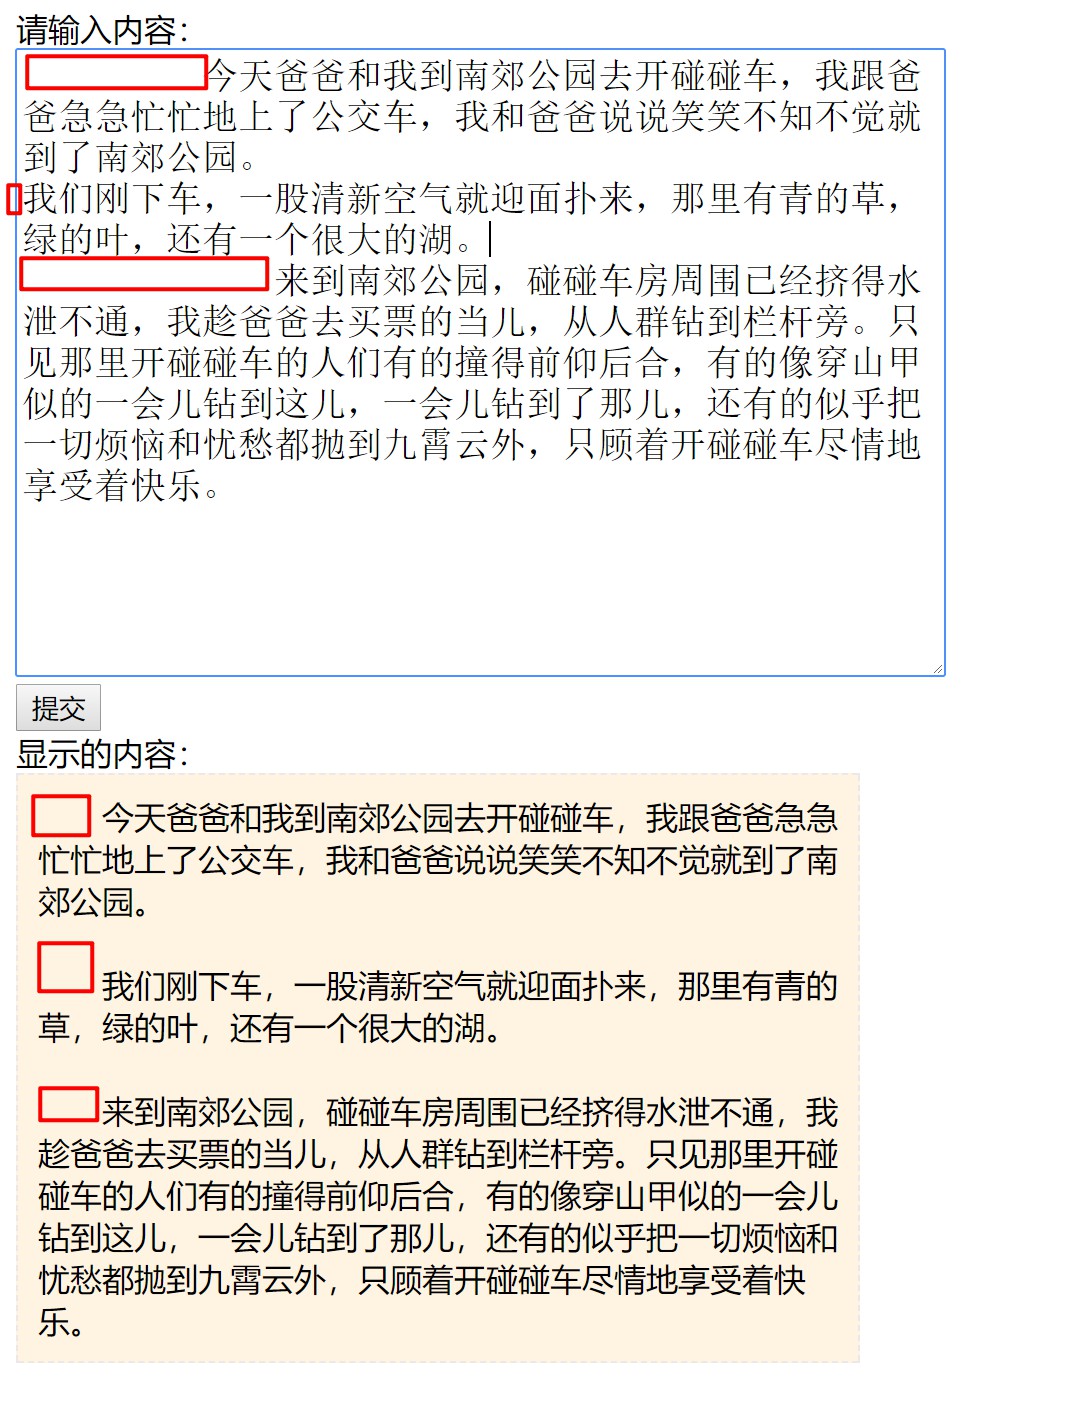 请输入内容：
今天爸爸和我到南郊公园去开碰碰车，我跟爸
爸急急忙忙地上了公交车，我和爸爸说说笑笑不知不觉就
到了南郊公园。
我们刚下车，一股清新空气就迎面扑来，那里有青的草，
绿的叶，还有一个很大的湖。
来到南郊公园，碰碰车房周围已经挤得水
泄不通，我趁爸爸去买票的当儿，从人群钻到栏杆旁。只
见那里开碰碰车的人们有的撞得前仰后合，有的像穿山甲
似的一会儿钻到这儿，一会儿钻到了那儿，还有的似乎把
一切烦恼和忧愁都抛到九霄云外，只顾着开碰碰车尽情地
享受着快乐。
提交
显示的内容：
今天爸爸和我到南郊公园去开碰碰车，我跟爸爸急急
忙忙地上了公交车，我和爸爸说说笑笑不知不觉就到了南
郊公园。
我们刚下车，一股清新空气就迎面扑来，那里有青的
草，绿的叶，还有一个很大的湖。
来到南郊公园，碰碰车房周围已经挤得水泄不通，我
趁爸爸去买票的当儿，从人群钻到栏杆旁。只见那里开碰
碰车的人们有的撞得前仰后合，有的像穿山甲似的一会儿
钻到这儿，一会儿钻到了那儿，还有的似乎把一切烦恼和
忧愁都抛到九霄云外，只顾着开碰碰车尽情地享受着快
乐。